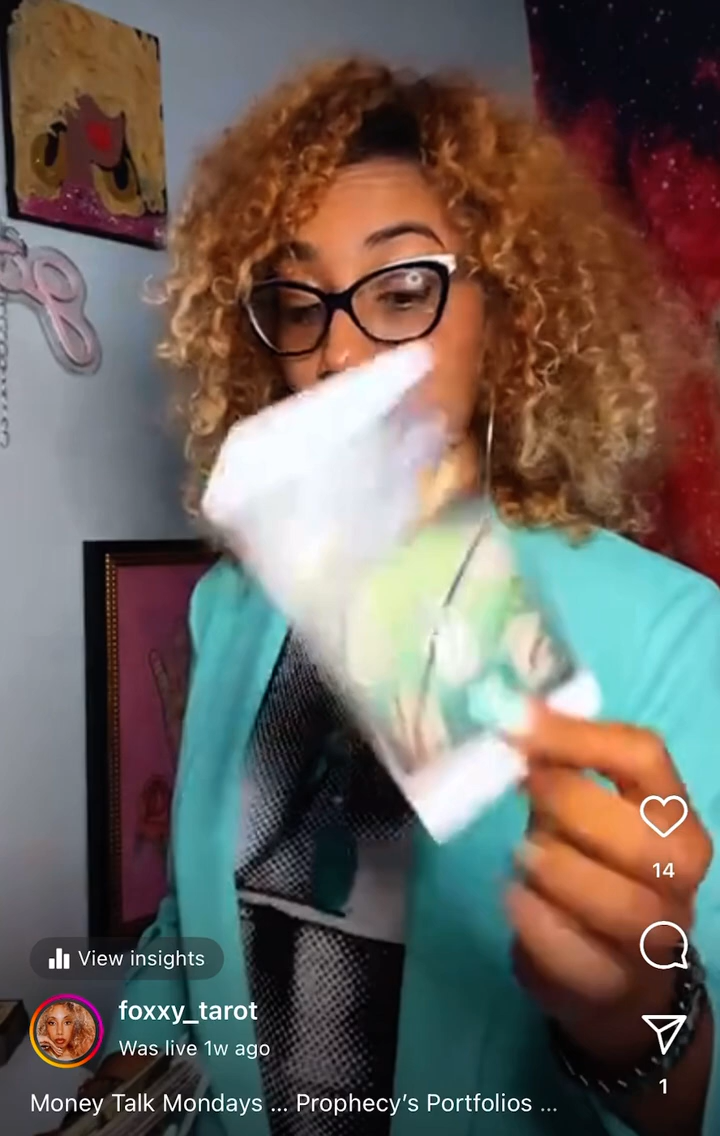 14
View insights
foxxy_tarot
Was live 1w ago
1
Money Talk Mondays ... Prophecy’s Portfolios ...